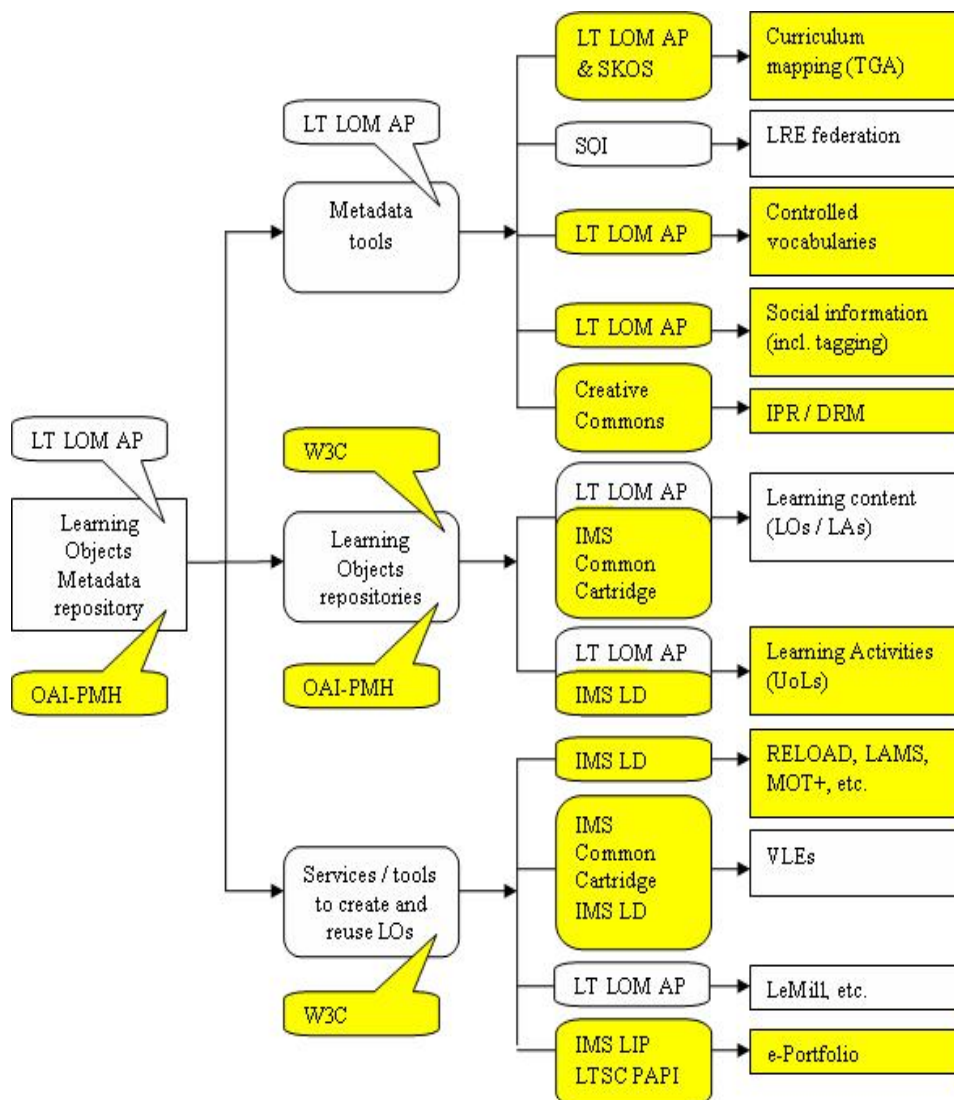 LT LOM AP
& SKOS
Curriculum
mapping (TGA)
LT LOM AP
SQI
LRE federation
Metadata
tools
LT LOM AP
Controlled
vocabularies
LT LOM AP
Social information
(incl. tagging)
Creative
Commons
IPR / DRM
LT LOM AP
W3C
LT LOM AP
IMS
Common
Cartridge
Learning content
(LOs / LAs)
Learning
Objects
Metadata
repository
Learning
Objects
repositories
OAI-PMH
OAI-PMH
LT LOM AP
IMS LD
Learning Activities
(UoLs)
IMS LD
RELOAD, LAMS,
MOT+, etc.
Services / tools
to create and
reuse LOs
IMS
Common
Cartridge
IMS LD
VLEs
W3C
LT LOM AP
LeMill, etc.
IMS LIP
LTSC PAPI
e-Portfolio